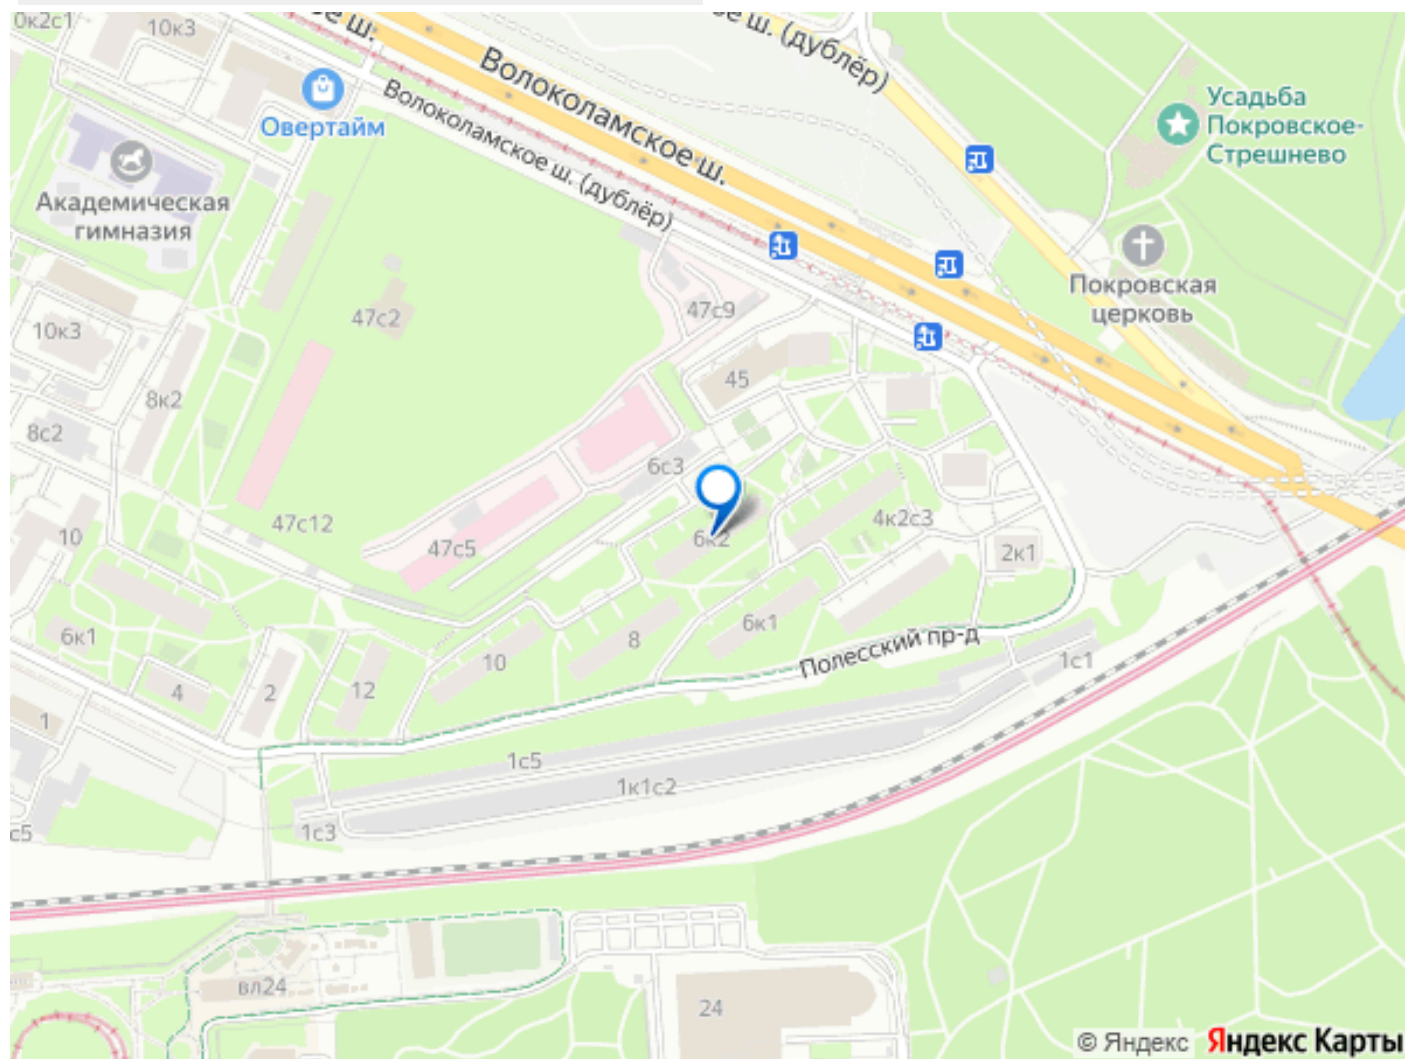 0к2с1
10к3
ое ш.
ое ш. (дублёр)
Волоколамское ш.
Волоколамское ш. (дублёр)
Овертайм
Усадьба
Покровское-
Стрешнево
Академическая
гимназия
Покровская
церковь
47с2
47с9
10к3
45
8к2
8с2
6с3
47с12
47с5
6к2
4к2с3
2к1
10
6к1
8
6к1
10
Полесский пр-д
1с1
4
2
12
1
1с5
1к1с2
с5
1с3
вл24
24
© Яндекс Яндекс Карты